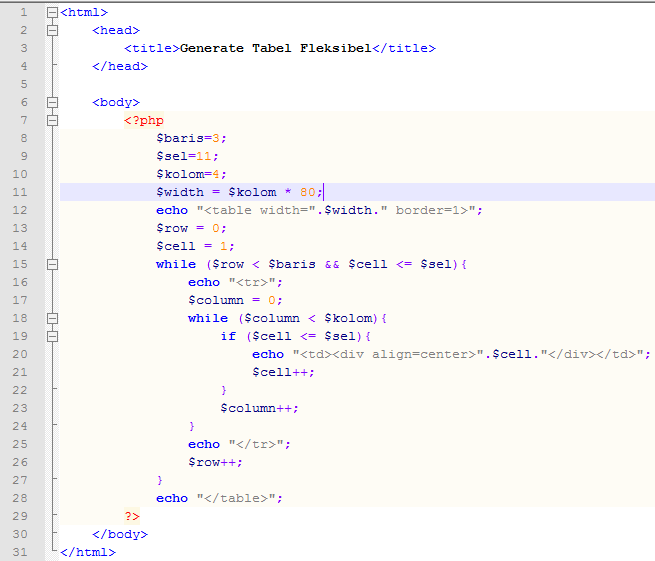 1 <html>
2 <head>
3 <title>Generate Tabel Fleksibel</title>
4 </head>
5
6 <body>
7 <?php
8 $baris=3;
9 $sel=11;
10 $kolom=4;
11 $width = $kolom * 80;
12 echo "<table width=".$width." border=1>";
13 $row = 0;
14 $cell = 1;
15 while ($row < $baris && $cell <= $sel){
16 echo "<tr>";
17 $column = 0;
18 while ($column < $kolom){
19 if ($cell <= $sel){
20 echo "<td><div align=center>".$cell."</div></td>";
21 $cell++;
22 }
23 $column++;
24 }
25 echo "</tr>";
26 $row++;
27 }
28 echo "</table>";
29 ?>
30 </body>
31 </html>